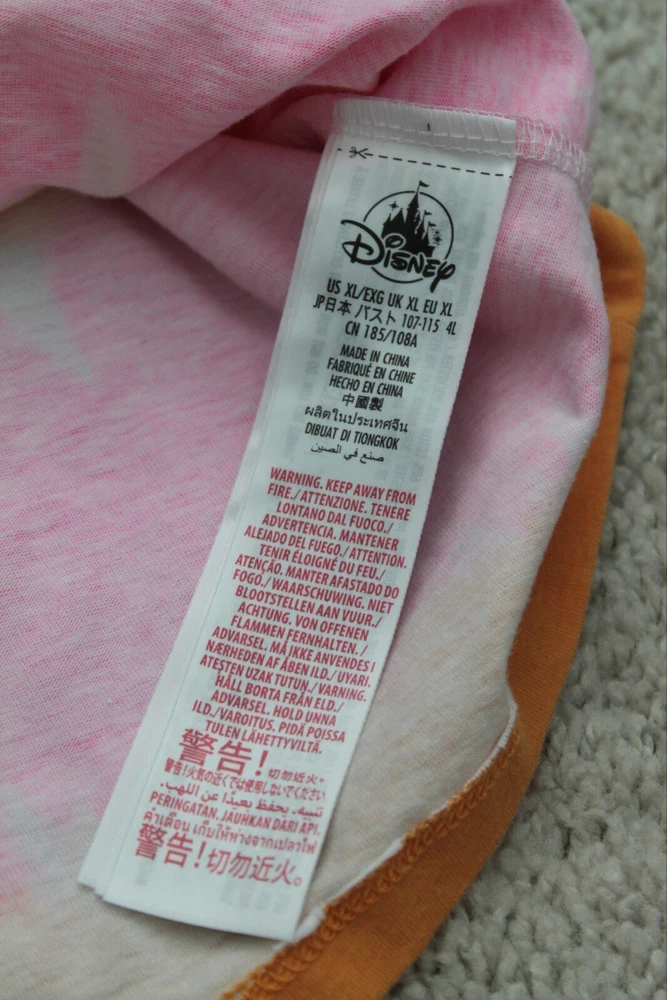 Disney
US XL/EXG UK XL EU XL
JP日本 バスト 107-115 4L
CN 185/108A
MADE IN CHINA
FABRIQUÉ EN CHINE
HECHO EN CHINA
中國製
ผลิตในประเทศจีน
DIBUAT DI TIONGKOK
صنع في الصين
WARNING. KEEP AWAY FROM
FIRE./ ATTENZIONE. TENERE
LONTANO DAL FUOCO./
ADVERTENCIA. MANTENER
ALEJADO DEL FUEGO./ ATTENTION.
TENIR ÉLOIGNÉ DU FEU./
ATENÇÃO. MANTER AFASTADO DO
FOGO./ WAARSCHUWING. NIET
BLOOTSTELLEN AAN VUUR./
ACHTUNG. VON OFFENEN
FLAMMEN FERNHALTEN. /
ADVARSEL. MÅ IKKE ANVENDES I
NÆRHEDEN AF ÅBEN ILD./ UYARI.
ATEŞTEN UZAK TUTUN./ VARNING.
HÅLL BORTA FRÅN ELD./
ADVARSEL. HOLD UNNA
ILD./VAROITUS. PIDÄ POISSA
TULEN LÄHETTYVILTÄ.
警告! 切勿近火。
警告!火気の近くでは使用しないでください
تنبيه. يحفظ بعيدًا عن اللهب.
PERINGATAN. JAUHKAN DARI API.
คำเตือน เก็บให้ห่างจากเปลวไฟ
警告! 切勿近火。